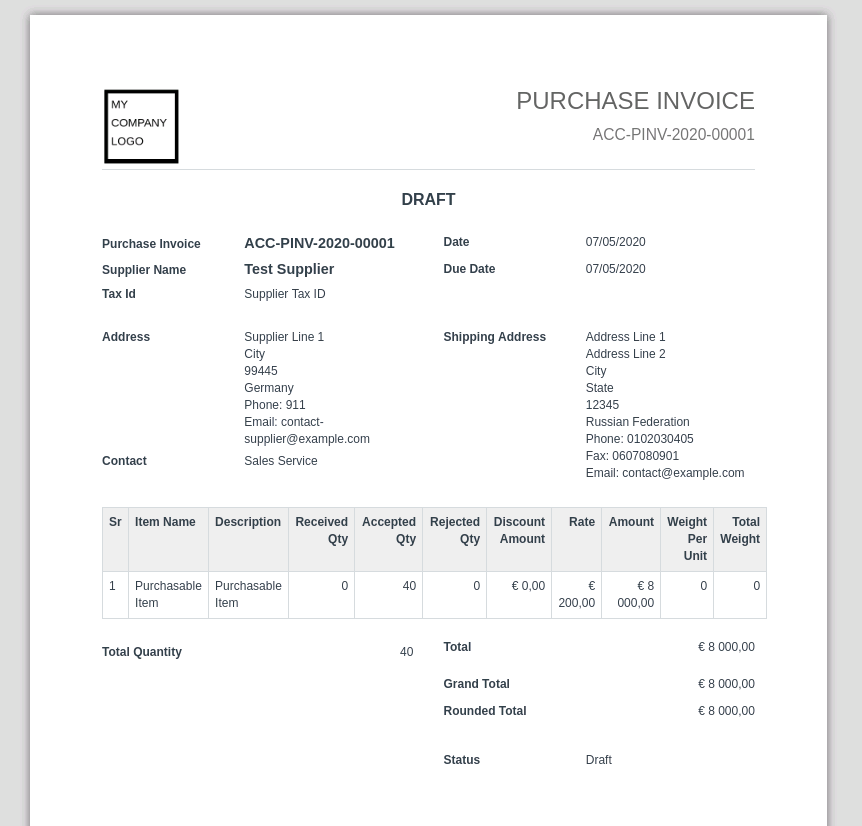 MY
COMPANY
LOGO
PURCHASE INVOICE
ACC-PINV-2020-00001
DRAFT
Purchase Invoice ACC-PINV-2020-00001
Supplier Name Test Supplier
Tax Id Supplier Tax ID
Date 07/05/2020
Due Date 07/05/2020
Address Supplier Line 1
City
99445
Germany
Phone: 911
Email: contact-
supplier@example.com
Contact Sales Service
Shipping Address Address Line 1
Address Line 2
City
State
12345
Russian Federation
Phone: 0102030405
Fax: 0607080901
Email: contact@example.com
Sr Item Name Description Received Accepted Rejected Discount Rate Amount Weight Total
Qty Qty Qty Amount Per Weight
Unit
1 Purchasable Purchasable 0 40 0 € 0,00 € € 8 0 0
Item Item 200,00 000,00
Total Quantity 40
Total € 8 000,00
Grand Total € 8 000,00
Rounded Total € 8 000,00
Status Draft